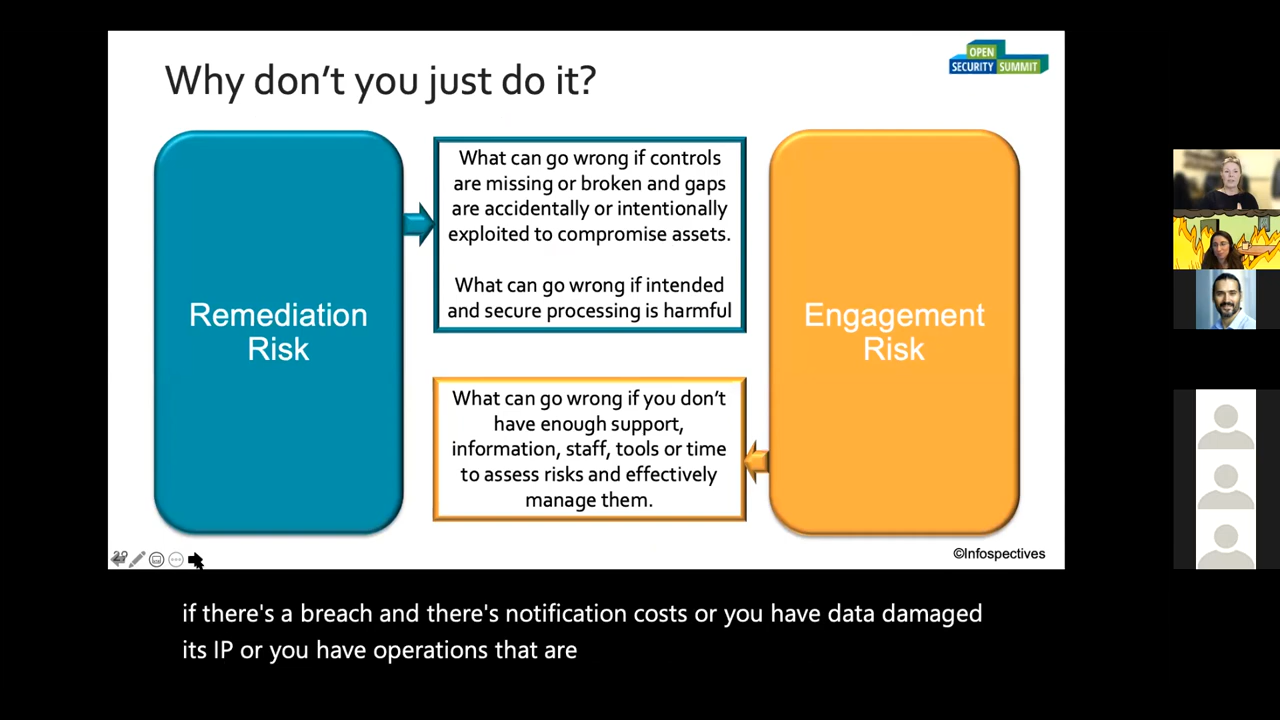 OPEN
SECURITY SUMMIT
Why don't you just do it?
What can go wrong if controls
are missing or broken and gaps
are accidentally or intentionally
exploited to compromise assets.
What can go wrong if intended
and secure processing is harmful
Remediation
Risk
Engagement
Risk
What can go wrong if you don't
have enough support,
information, staff, tools or time
to assess risks and effectively
manage them.
©Infospectives
if there's a breach and there's notification costs or you have data damaged
its IP or you have operations that are